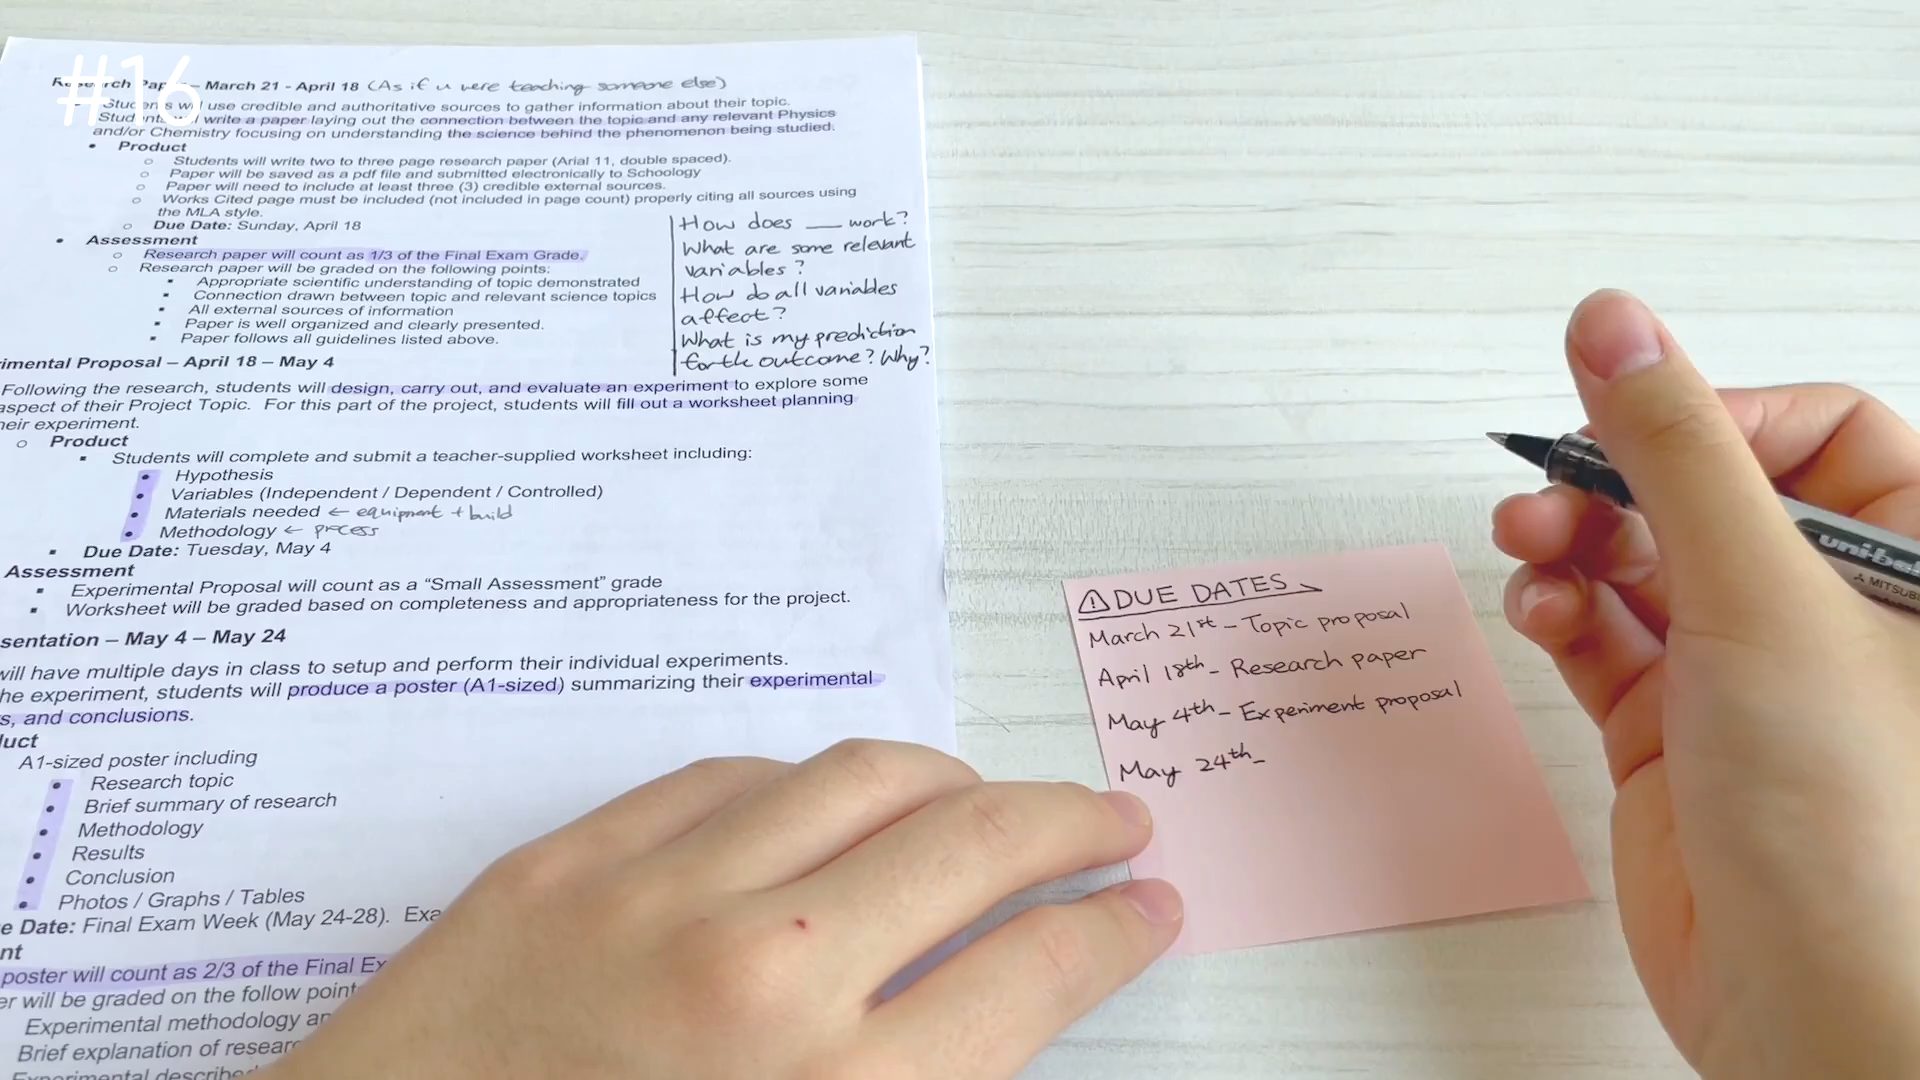 #16
Research Paper – March 21 - April 18 (As if u were teaching someone else)
Students will use credible and authoritative sources to gather information about their topic.
Students will write a paper laying out the connection between the topic and any relevant Physics
and/or Chemistry focusing on understanding the science behind the phenomenon being studied.
• Product
o Students will write two to three page research paper (Arial 11, double spaced).
o Paper will be saved as a pdf file and submitted electronically to Schoology
o Paper will need to include at least three (3) credible external sources.
o Works Cited page must be included (not included in page count) properly citing all sources using
the MLA style.
o Due Date: Sunday, April 18
• Assessment
o Research paper will count as 1/3 of the Final Exam Grade.
o Research paper will be graded on the following points:
▪ Appropriate scientific understanding of topic demonstrated
▪ Connection drawn between topic and relevant science topics
▪ All external sources of information
▪ Paper is well organized and clearly presented.
▪ Paper follows all guidelines listed above.
How does ___ work?
What are some relevant
variables?
How do all variables
affect?
What is my prediction
for the outcome? Why?
rimental Proposal – April 18 – May 4
Following the research, students will design, carry out, and evaluate an experiment to explore some
aspect of their Project Topic. For this part of the project, students will fill out a worksheet planning
heir experiment.
o Product
▪ Students will complete and submit a teacher-supplied worksheet including:
• Hypothesis
• Variables (Independent / Dependent / Controlled)
• Materials needed ← equipment + build
• Methodology ← process
▪ Due Date: Tuesday, May 4
Assessment
▪ Experimental Proposal will count as a “Small Assessment” grade
▪ Worksheet will be graded based on completeness and appropriateness for the project.
sentation – May 4 – May 24
will have multiple days in class to setup and perform their individual experiments.
he experiment, students will produce a poster (A1-sized) summarizing their experimental
s, and conclusions.
duct
A1-sized poster including
• Research topic
• Brief summary of research
• Methodology
• Results
• Conclusion
• Photos / Graphs / Tables
e Date: Final Exam Week (May 24-28). Exa
nt
poster will count as 2/3 of the Final Ex
er will be graded on the follow point
Experimental methodology an
Brief explanation of researc
Experimental describe
⚠ DUE DATES
March 21st – Topic proposal
April 18th – Research paper
May 4th – Experiment proposal
May 24th –
uni-bal
MITSUB